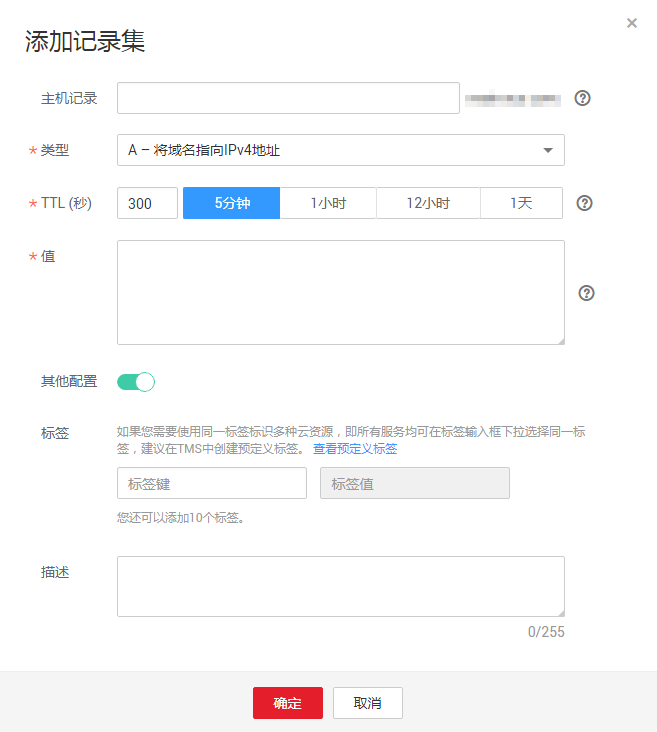 添加记录集
×
主机记录
* 类型
A – 将域名指向IPv4地址
* TTL (秒)
300 5分钟 1小时 12小时 1天
* 值
其他配置
标签
如果您需要使用同一标签标识多种云资源，即所有服务均可在标签输入框下拉选择同一标
签，建议在TMS中创建预定义标签。 查看预定义标签
标签键 标签值
您还可以添加10个标签。
描述
0/255
确定 取消